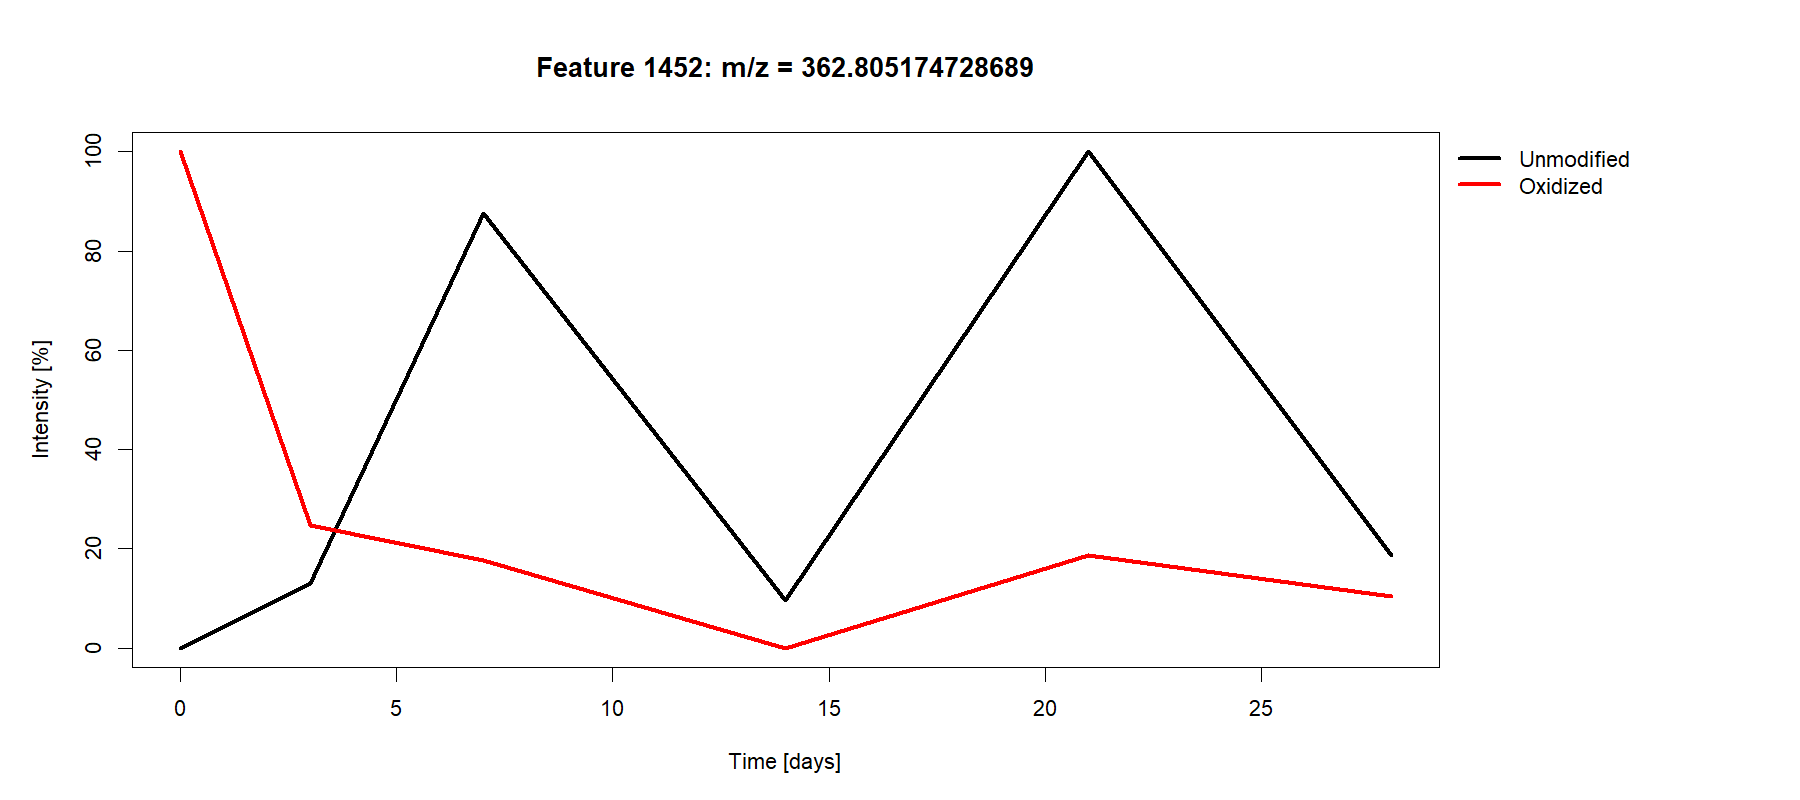 Feature 1452: m/z = 362.805174728689
Unmodified
Oxidized
Intensity [%]
100
80
60
40
20
0
0 5 10 15 20 25
Time [days]